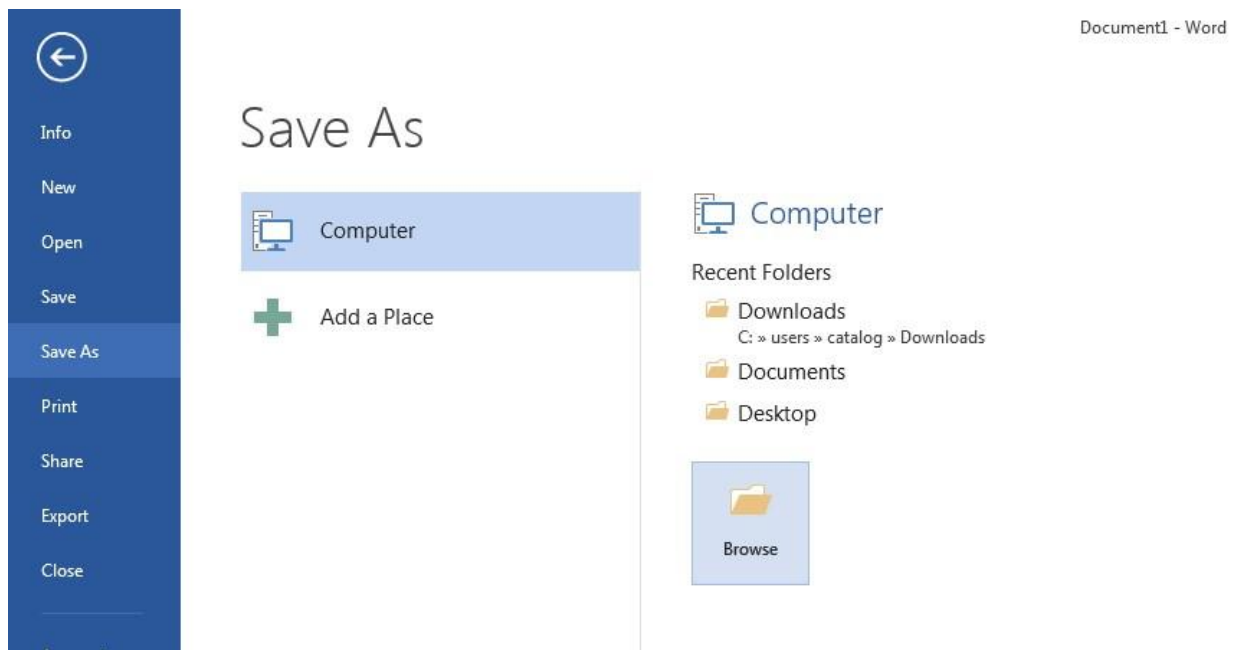 Document1 - Word
Info
New
Open
Save
Save As
Print
Share
Export
Close
Save As
Computer
Add a Place
Computer
Recent Folders
Downloads
C: » users » catalog » Downloads
Documents
Desktop
Browse